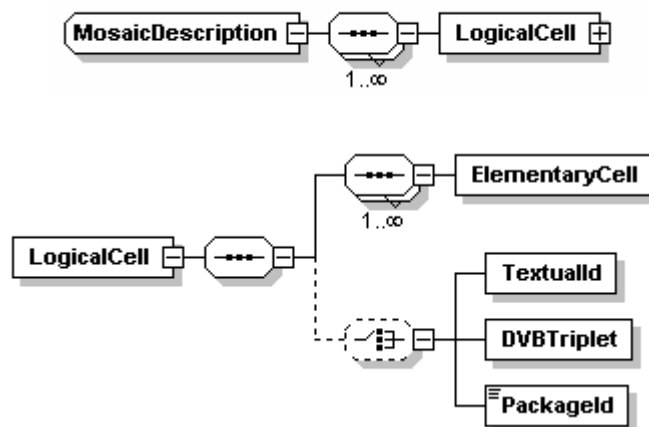 MosaicDescription
LogicalCell
1..∞
ElementaryCell
1..∞
LogicalCell
TextualId
DVBTriplet
PackageId